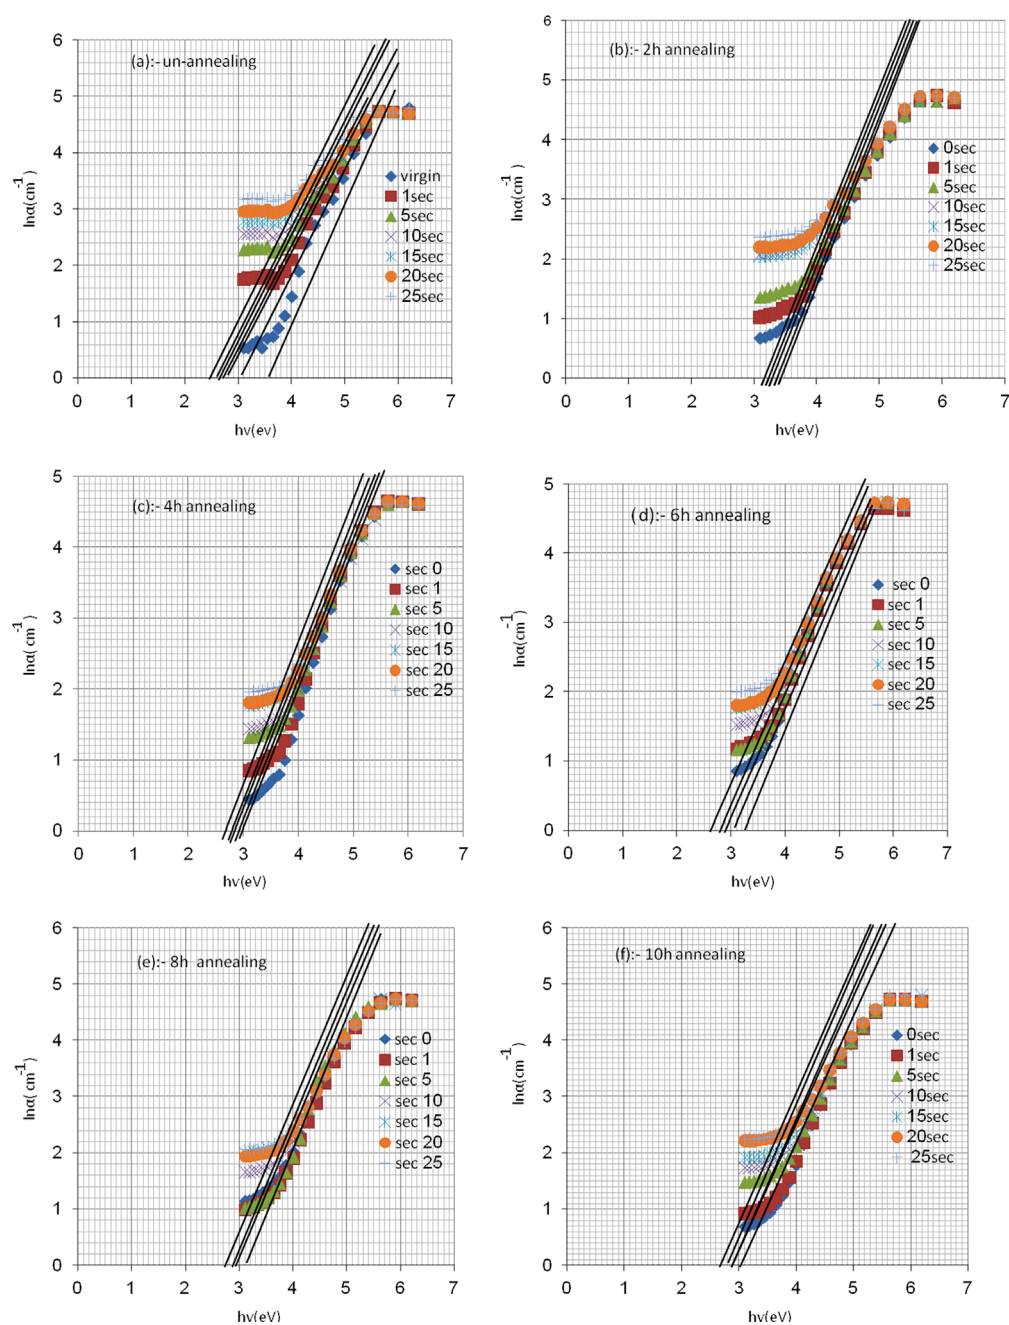 (a):- un-annealing
lnα(cm-1)
6
5
4
3
2
1
0
0 1 2 3 4 5 6 7
hv(ev)
virgin
1sec
5sec
10sec
15sec
20sec
25sec
(b):- 2h annealing
lnα(cm-1)
6
5
4
3
2
1
0
0 1 2 3 4 5 6 7
hv(eV)
0sec
1sec
5sec
10sec
15sec
20sec
25sec
(c):- 4h annealing
lnα(cm-1)
5
4
3
2
1
0
0 1 2 3 4 5 6 7
hv(eV)
sec 0
sec 1
sec 5
sec 10
sec 15
sec 20
sec 25
(d):- 6h annealing
lnα(cm-1)
5
4
3
2
1
0
0 1 2 3 4 5 6 7
hv(eV)
sec 0
sec 1
sec 5
sec 10
sec 15
sec 20
sec 25
(e):- 8h annealing
lnα(cm-1)
6
5
4
3
2
1
0
0 1 2 3 4 5 6 7
hv(eV)
sec 0
sec 1
sec 5
sec 10
sec 15
sec 20
sec 25
(f):- 10h annealing
lnα(cm-1)
6
5
4
3
2
1
0
0 1 2 3 4 5 6 7
hv(eV)
0sec
1sec
5sec
10sec
15sec
20sec
25sec